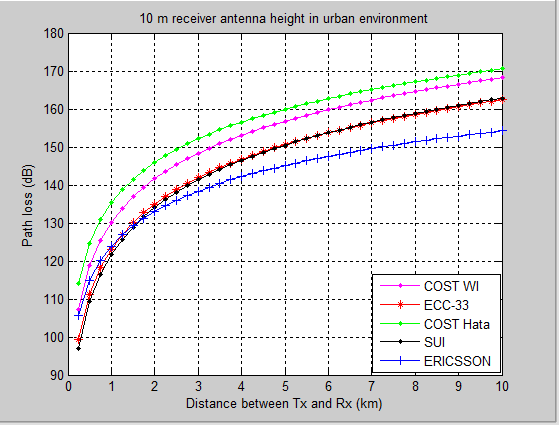 10 m receiver antenna height in urban environment
180
170
160
150
140
130
120
110
100
90
Path loss (dB)
0 1 2 3 4 5 6 7 8 9 10
Distance between Tx and Rx (km)
COST WI
ECC-33
COST Hata
SUI
ERICSSON